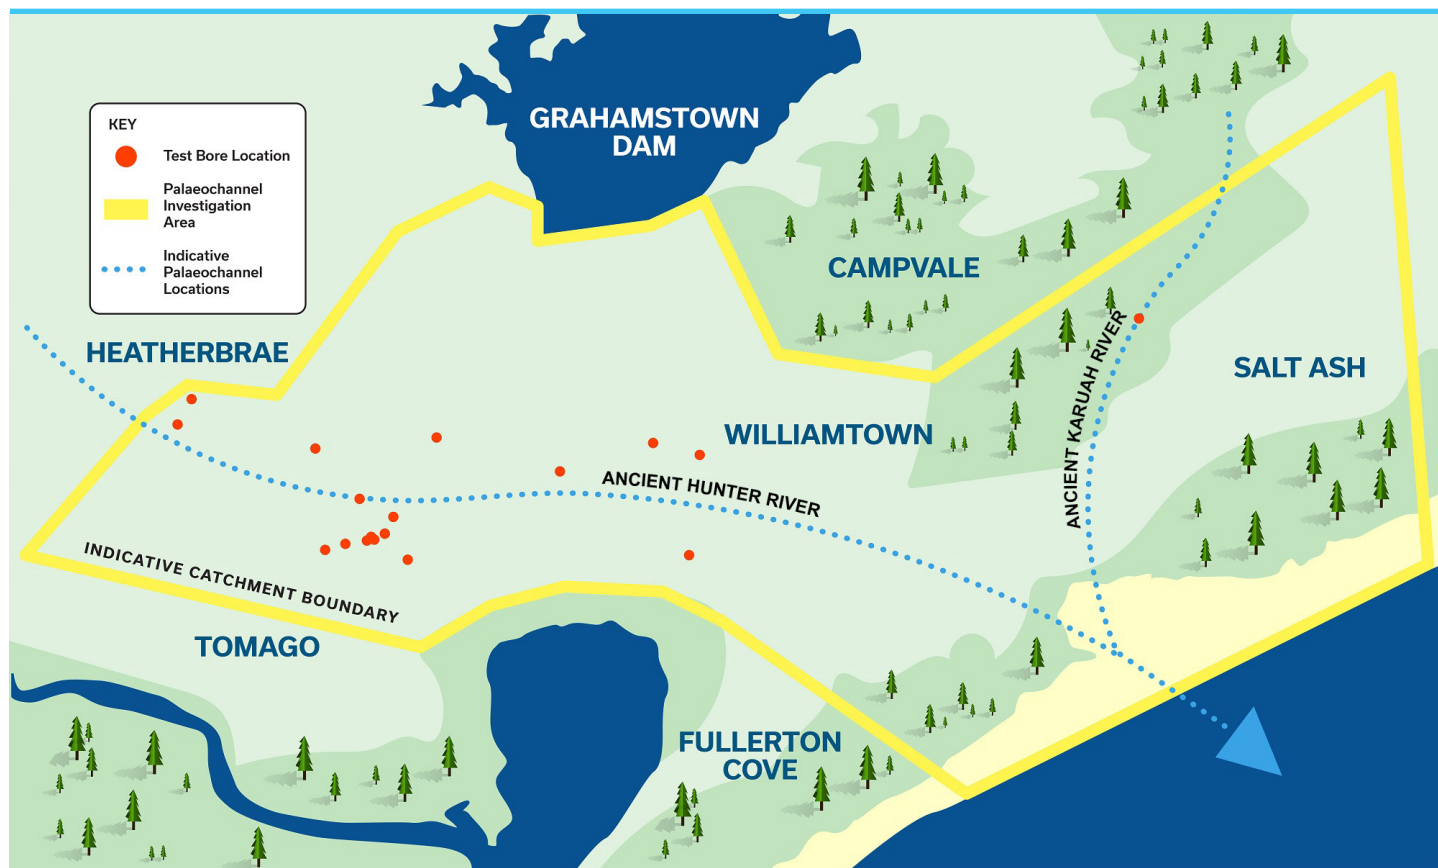 GRAHAMSTOWN
DAM
KEY
Test Bore Location
Palaeochannel
Investigation
Area
Indicative
Palaeochannel
Locations
CAMPVALE
HEATHERBRAE
SALT ASH
ANCIENT KARUAH RIVER
WILLIAMTOWN
ANCIENT HUNTER RIVER
INDICATIVE CATCHMENT BOUNDARY
TOMAGO
FULLERTON
COVE